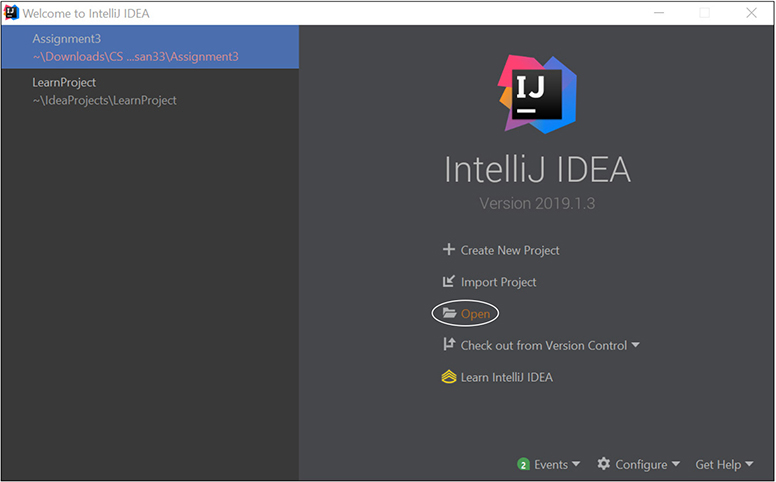 Welcome to IntelliJ IDEA
Assignment3
~\Downloads\CS ...san33\Assignment3
LearnProject
~\IdeaProjects\LearnProject
IJ
IntelliJ IDEA
Version 2019.1.3
Create New Project
Import Project
Open
Check out from Version Control
Learn IntelliJ IDEA
2 Events Configure Get Help